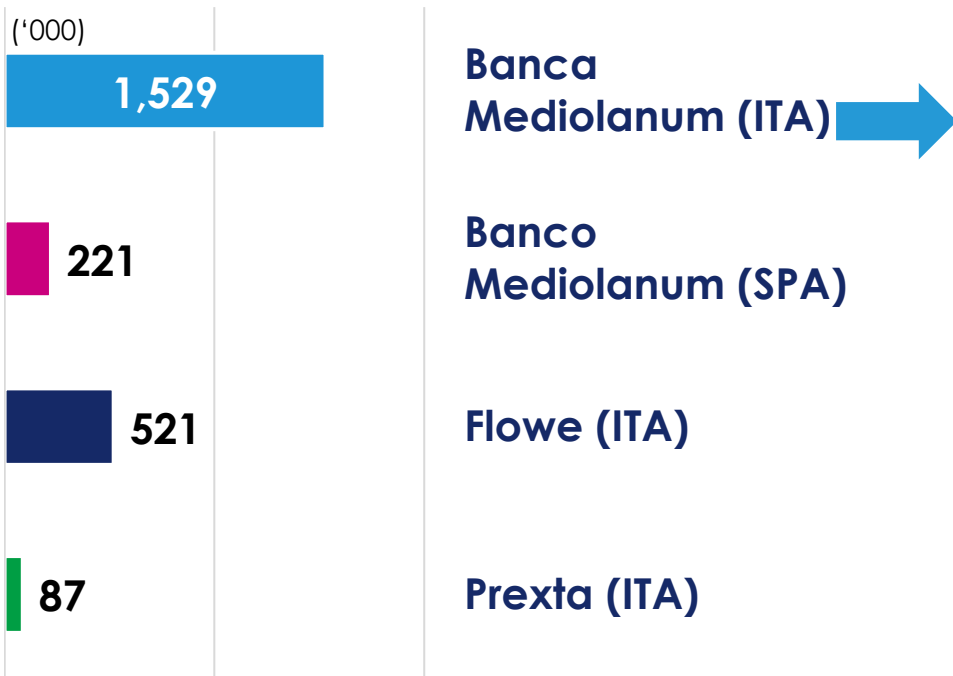 (‘000)
1,529
Banca
Mediolanum (ITA)
221
Banco
Mediolanum (SPA)
521
Flowe (ITA)
87
Prexta (ITA)